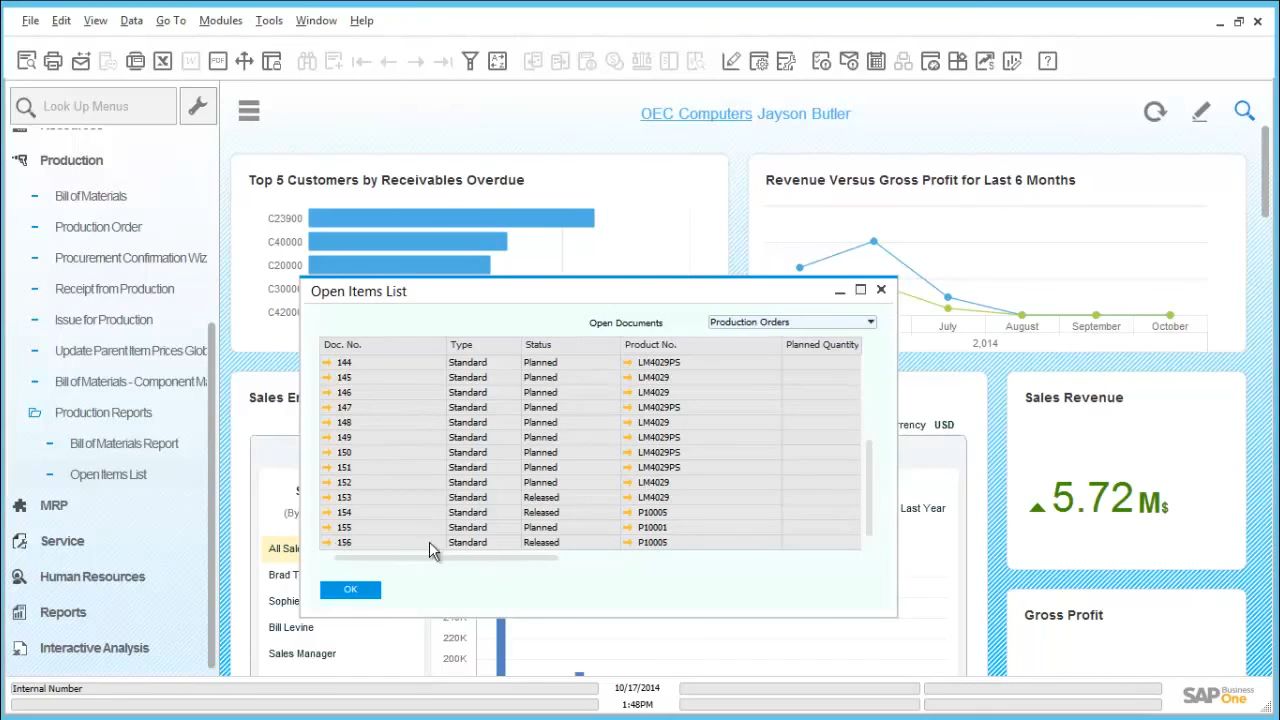 File Edit View Data Go To Modules Tools Window Help
Look Up Menus
OEC Computers Jayson Butler
Resources
Production
Bill of Materials
Production Order
Procurement Confirmation Wiz
Receipt from Production
Issue for Production
Update Parent Item Prices Glob
Bill of Materials - Component Ma
Production Reports
Bill of Materials Report
Open Items List
MRP
Service
Human Resources
Reports
Interactive Analysis
Top 5 Customers by Receivables Overdue
C23900
C40000
C20000
C3000
C4200
Revenue Versus Gross Profit for Last 6 Months
July August September October
2,014
Open Items List
Open Documents Production Orders
Doc. No. Type Status Product No. Planned Quantity
144 Standard Planned LM4029PS
145 Standard Planned LM4029
146 Standard Planned LM4029
147 Standard Planned LM4029PS
148 Standard Planned LM4029
149 Standard Planned LM4029PS
150 Standard Planned LM4029PS
151 Standard Planned LM4029PS
152 Standard Planned LM4029
153 Standard Released LM4029
154 Standard Released P10005
155 Standard Planned P10001
156 Standard Released P10005
OK
Sales E
rrency USD
S
(By
Last Year
All Sal
Brad T
Sophie
Bill Levine
Sales Manager
240K
220K
200K
Sales Revenue
5.72 M$
Gross Profit
Internal Number
10/17/2014
1:48PM
SAP Business One